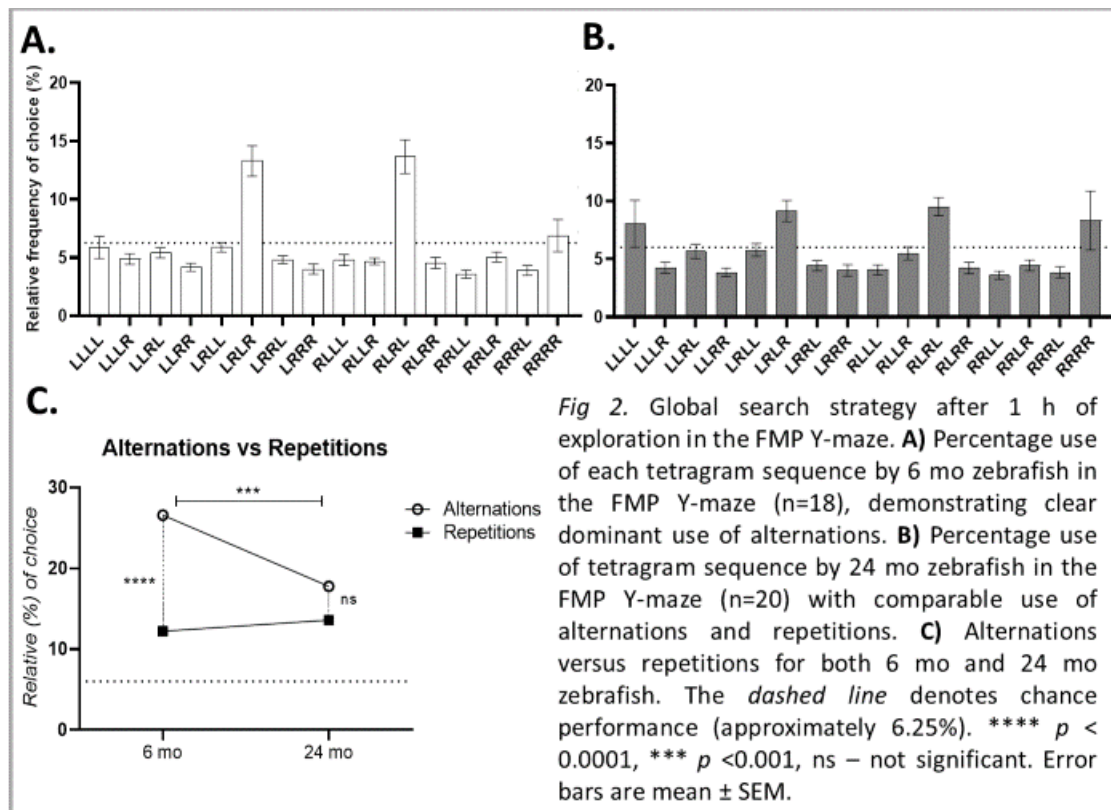 A.
B.
Relative frequency of choice (%)
20
15
10
5
0
LLLL
LLLR
LLRL
LLRR
LRLL
LRLR
LRRL
LRRR
RLLL
RLLR
RLRL
RLRR
RRLL
RRLR
RRRL
RRRR
20
15
10
5
0
LLLL
LLLR
LLRL
LLRR
LRLL
LRLR
LRRL
LRRR
RLLL
RLLR
RLRL
RLRR
RRLL
RRLR
RRRL
RRRR
C.
Alternations vs Repetitions
Relative (%) of choice
30
20
10
0
***
****
ns
6 mo
24 mo
Alternations
Repetitions
Fig 2. Global search strategy after 1 h of
exploration in the FMP Y-maze. A) Percentage use
of each tetragram sequence by 6 mo zebrafish in
the FMP Y-maze (n=18), demonstrating clear
dominant use of alternations. B) Percentage use
of tetragram sequence by 24 mo zebrafish in the
FMP Y-maze (n=20) with comparable use of
alternations and repetitions. C) Alternations
versus repetitions for both 6 mo and 24 mo
zebrafish. The dashed line denotes chance
performance (approximately 6.25%). **** p <
0.0001, *** p <0.001, ns – not significant. Error
bars are mean ± SEM.